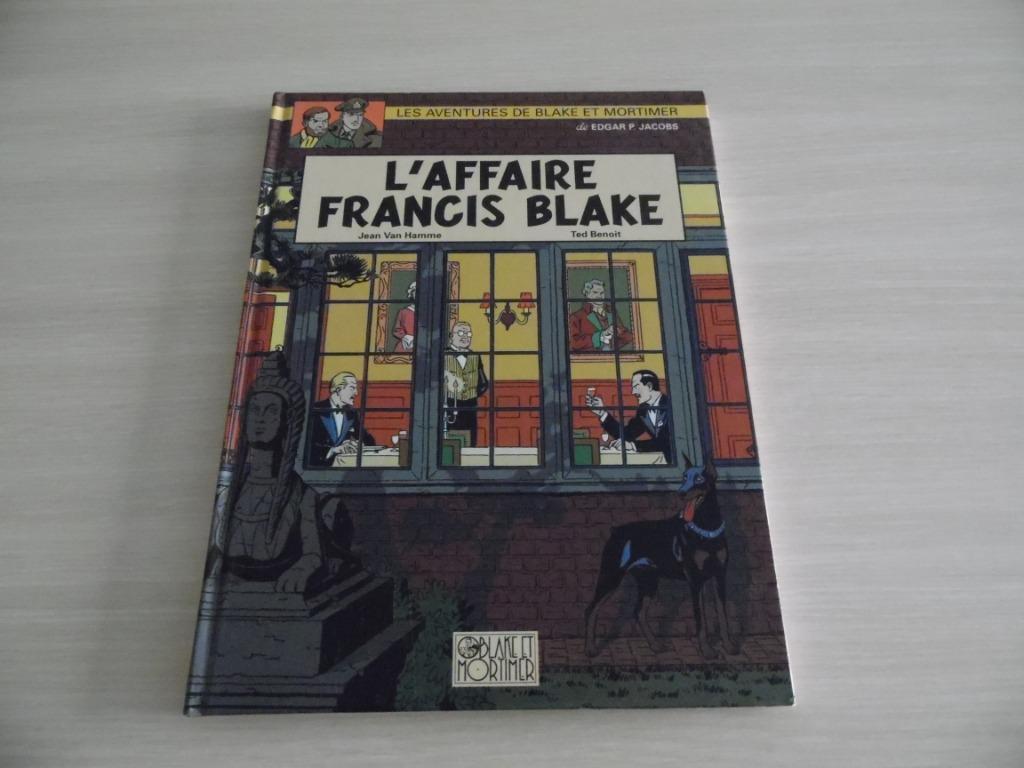 LES AVENTURES DE BLAKE ET MORTIMER
de EDGAR P. JACOBS
L'AFFAIRE
FRANCIS BLAKE
Jean Van Hamme Ted Benoit
BLAKE ET
MORTIMER